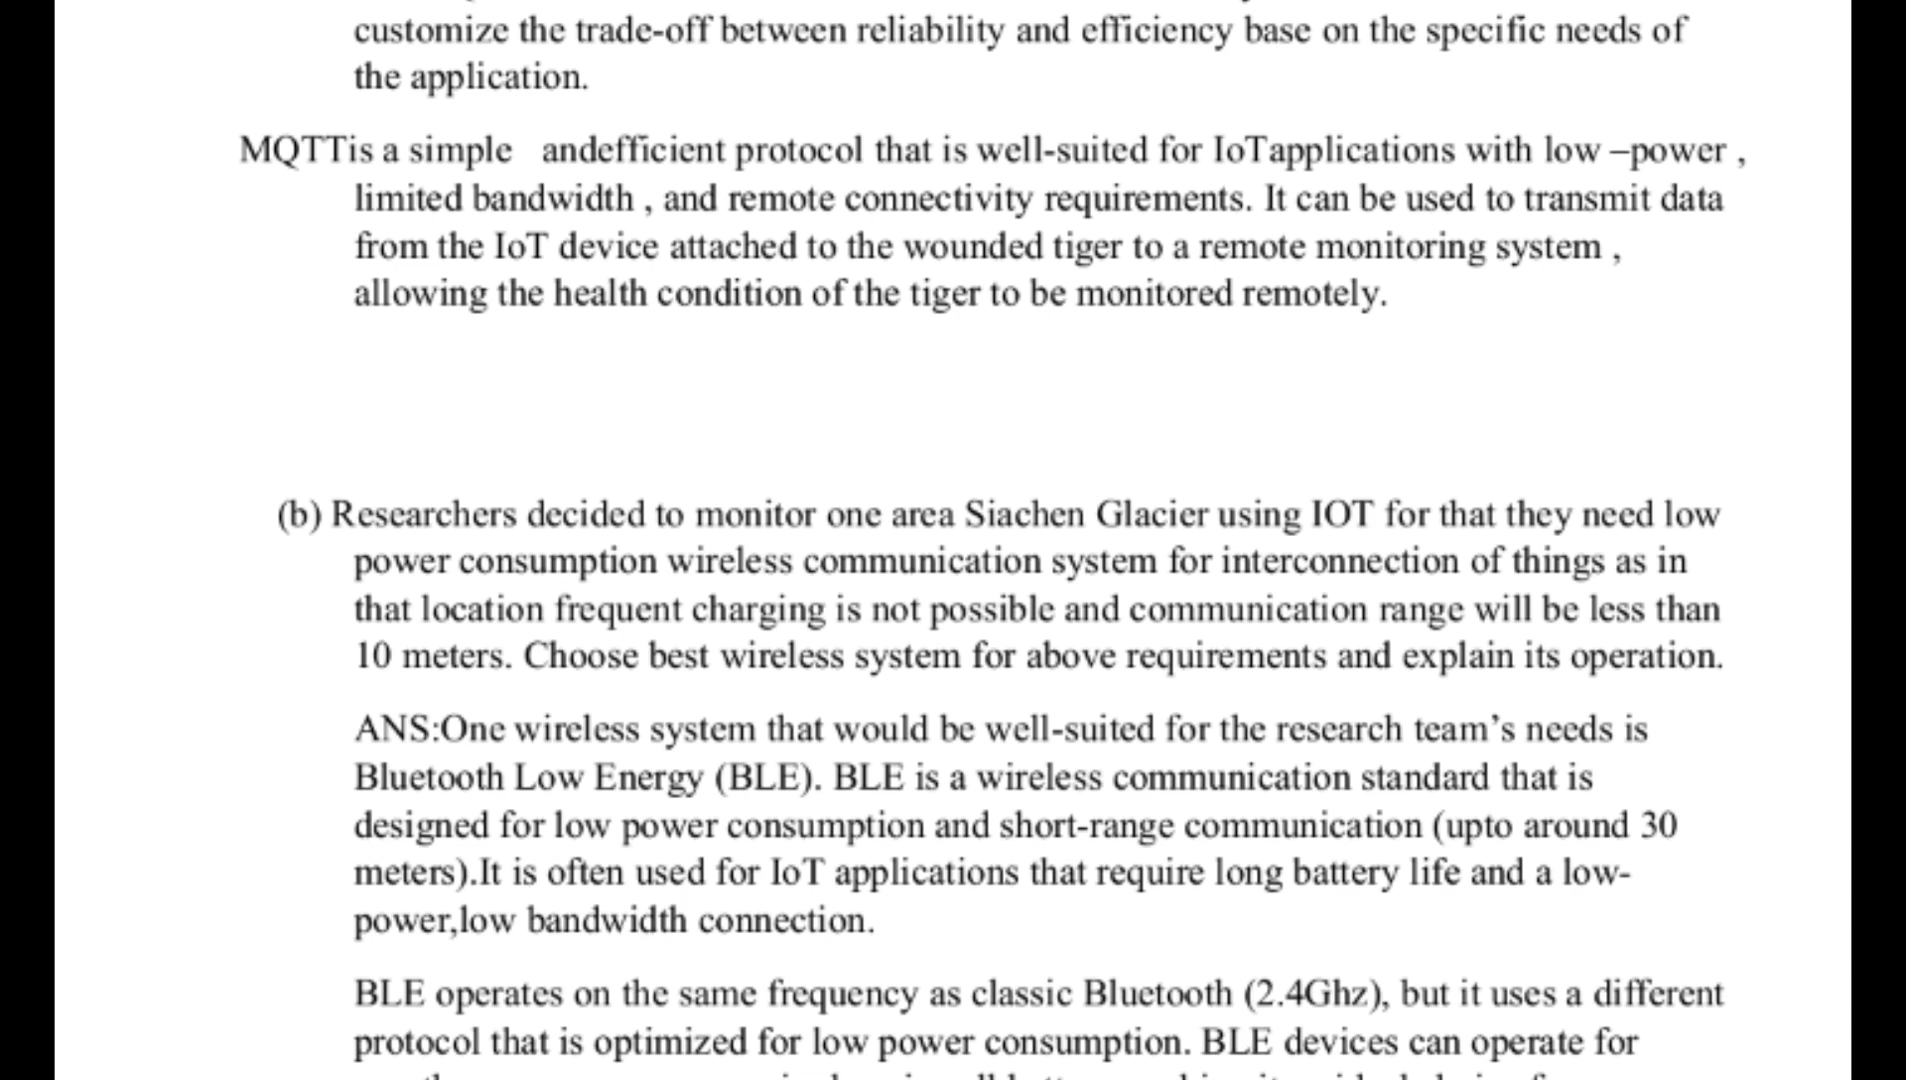 customize the trade-off between reliability and efficiency base on the specific needs of
the application.
MQTTis a simple andefficient protocol that is well-suited for IoTapplications with low –power ,
limited bandwidth , and remote connectivity requirements. It can be used to transmit data
from the IoT device attached to the wounded tiger to a remote monitoring system ,
allowing the health condition of the tiger to be monitored remotely.
(b) Researchers decided to monitor one area Siachen Glacier using IOT for that they need low
power consumption wireless communication system for interconnection of things as in
that location frequent charging is not possible and communication range will be less than
10 meters. Choose best wireless system for above requirements and explain its operation.
ANS:One wireless system that would be well-suited for the research team’s needs is
Bluetooth Low Energy (BLE). BLE is a wireless communication standard that is
designed for low power consumption and short-range communication (upto around 30
meters).It is often used for IoT applications that require long battery life and a low-
power,low bandwidth connection.
BLE operates on the same frequency as classic Bluetooth (2.4Ghz), but it uses a different
protocol that is optimized for low power consumption. BLE devices can operate for